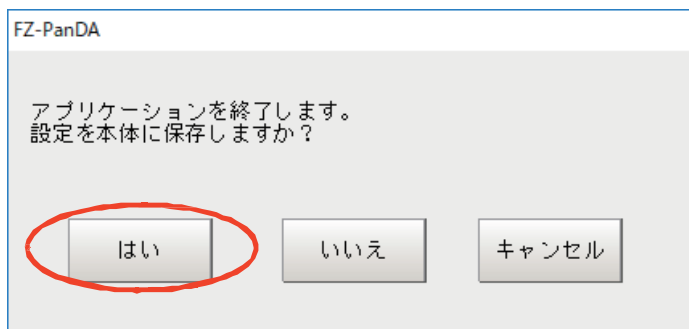 FZ-PanDA
アプリケーションを終了します。
設定を本体に保存しますか？
はい
いいえ
キャンセル